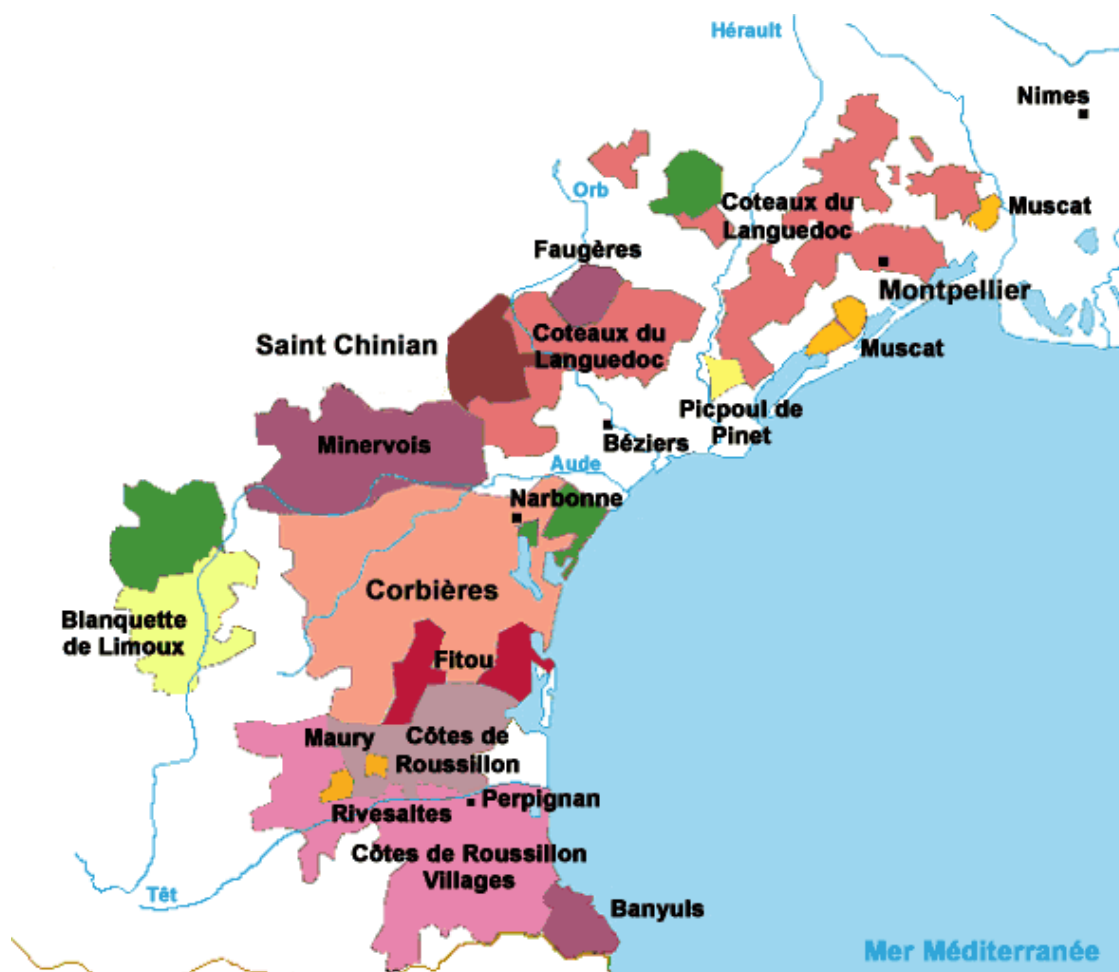 Hérault
Nimes
Orb
Coteaux du
Languedoc
Muscat
Faugères
Montpellier
Saint Chinian
Coteaux du
Languedoc
Muscat
Picpoul de
Pinet
Minervois
Béziers
Aude
Narbonne
Corbières
Blanquette
de Limoux
Fitou
Maury
Côtes de
Roussillon
Perpignan
Rivesaltes
Côtes de Roussillon
Villages
Têt
Banyuls
Mer Méditerranée